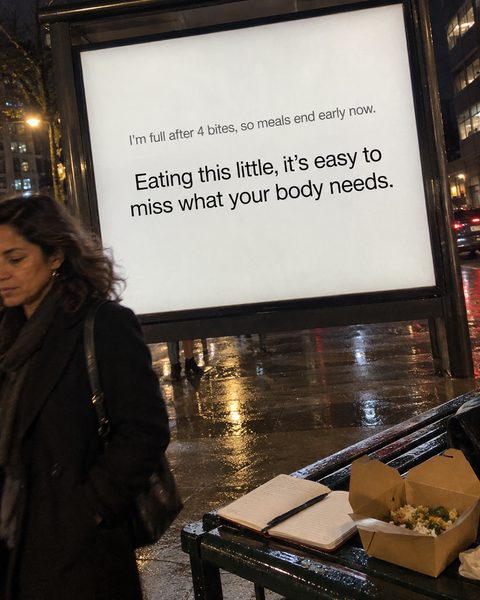 I'm full after 4 bites, so meals end early now.
Eating this little, it's easy to
miss what your body needs.